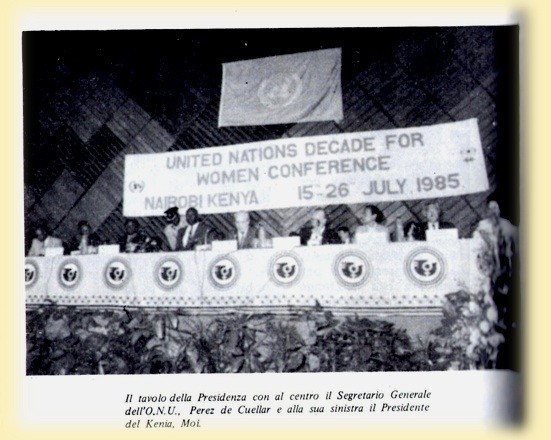 UNITED NATIONS DECADE FOR
WOMEN CONFERENCE
NAIROBI KENYA 15-26 JULY, 1985
Il tavolo della Presidenza con al centro il Segretario Generale
dell'O.N.U., Perez de Cuellar e alla sua sinistra il Presidente
del Kenia, Moi.